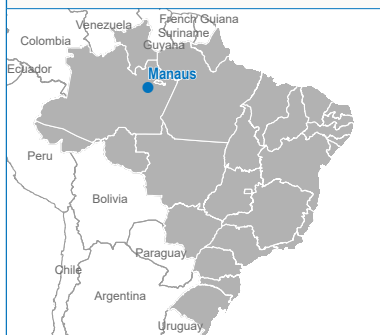 Venezuela
French Guiana
Suriname
Guyana
Colombia
Ecuador
Manaus
Peru
Bolivia
Paraguay
Chile
Argentina
Uruguay